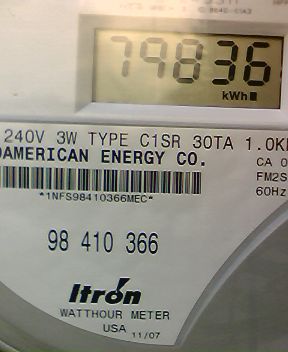 79836
kWh
240V 3W TYPE C1SR 30TA 1.0K
AMERICAN ENERGY CO.
CA 0
FM2S
60Hz
*1NFS98410366MEC*
98 410 366
Itrón
WATTHOUR METER
USA 11/07